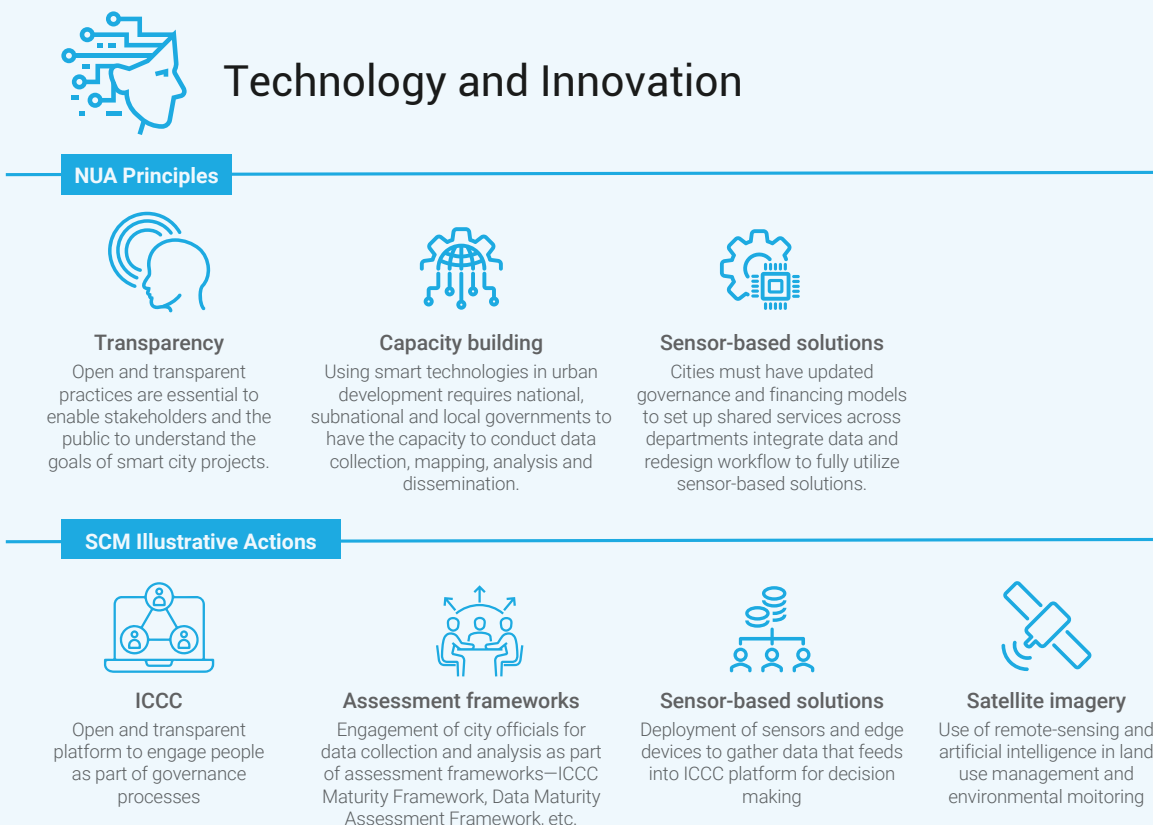 Technology and Innovation
NUA Principles
Transparency
Open and transparent
practices are essential to
enable stakeholders and the
public to understand the
goals of smart city projects.
Capacity building
Using smart technologies in urban
development requires national,
subnational and local governments to
have the capacity to conduct data
collection, mapping, analysis and
dissemination.
Sensor-based solutions
Cities must have updated
governance and financing models
to set up shared services across
departments integrate data and
redesign workflow to fully utilize
sensor-based solutions.
SCM Illustrative Actions
ICCC
Open and transparent
platform to engage people
as part of governance
processes
Assessment frameworks
Engagement of city officials for
data collection and analysis as part
of assessment frameworks—ICCC
Maturity Framework, Data Maturity
Assessment Framework, etc.
Sensor-based solutions
Deployment of sensors and edge
devices to gather data that feeds
into ICCC platform for decision
making
Satellite imagery
Use of remote-sensing and
artificial intelligence in land
use management and
environmental moitoring